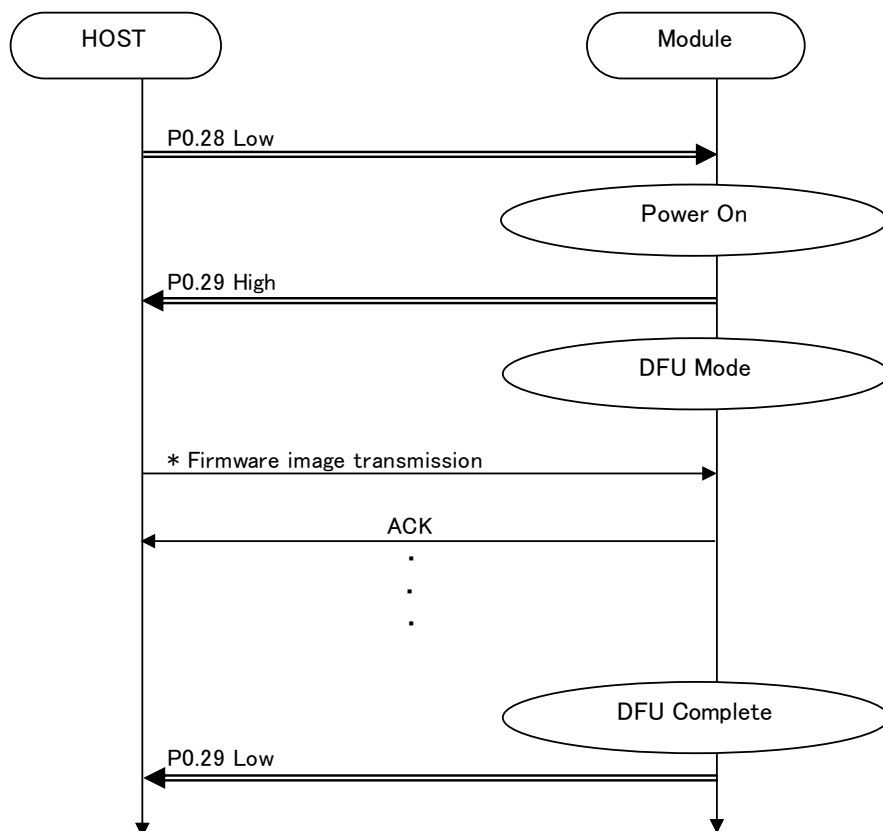 HOST
Module
P0.28 Low
Power On
P0.29 High
DFU Mode
* Firmware image transmission
ACK
DFU Complete
P0.29 Low